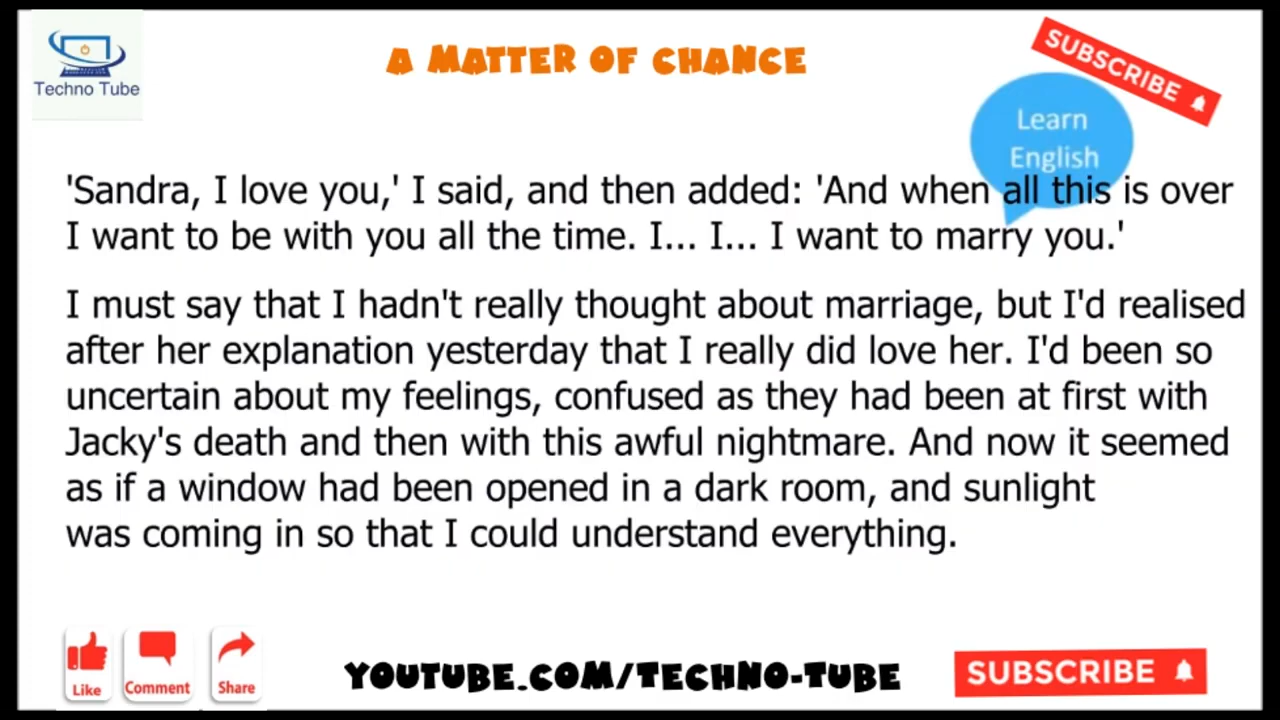 A MATTER OF CHANCE
SUBSCRIBE
Techno Tube
Learn
English
'Sandra, I love you,' I said, and then added: 'And when all this is over
I want to be with you all the time. I... I... I want to marry you.'
I must say that I hadn't really thought about marriage, but I'd realised
after her explanation yesterday that I really did love her. I'd been so
uncertain about my feelings, confused as they had been at first with
Jacky's death and then with this awful nightmare. And now it seemed
as if a window had been opened in a dark room, and sunlight
was coming in so that I could understand everything.
Like
Comment
Share
YOUTUBE.COM/TECHNO-TUBE
SUBSCRIBE